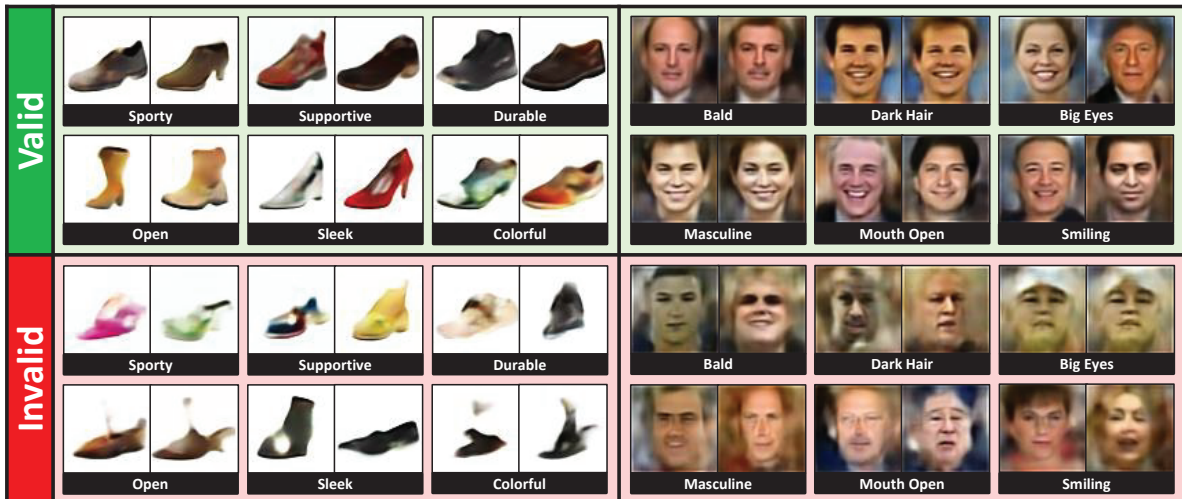 Valid
Sporty
Supportive
Durable
Bald
Dark Hair
Big Eyes
Open
Sleek
Colorful
Masculine
Mouth Open
Smiling
Invalid
Sporty
Supportive
Durable
Bald
Dark Hair
Big Eyes
Open
Sleek
Colorful
Masculine
Mouth Open
Smiling